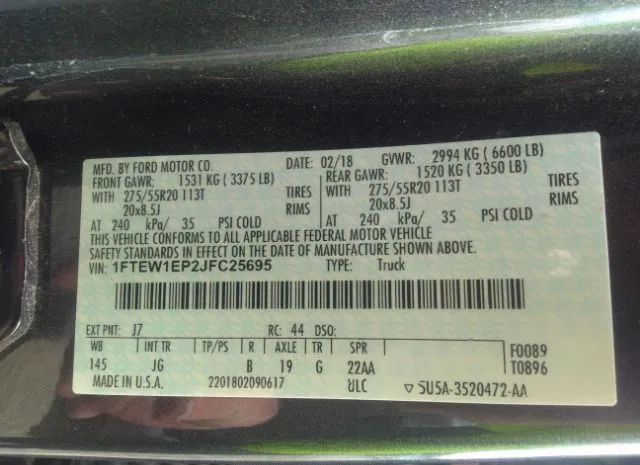 MFD. BY FORD MOTOR CO. DATE: 02/18 GVWR: 2994 KG ( 6600 LB)
FRONT GAWR: 1531 KG ( 3375 LB) REAR GAWR: 1520 KG ( 3350 LB)
WITH 275/55R20 113T TIRES WITH 275/55R20 113T TIRES
20x8.5J RIMS 20x8.5J RIMS
AT 240 kPa/ 35 PSI COLD AT 240 kPa/ 35 PSI COLD
THIS VEHICLE CONFORMS TO ALL APPLICABLE FEDERAL MOTOR VEHICLE
SAFETY STANDARDS IN EFFECT ON THE DATE OF MANUFACTURE SHOWN ABOVE.
VIN: 1FTEW1EP2JFC25695 TYPE: Truck
EXT PNT: J7 RC: 44 DSO:
WB INT TR TP/PS R AXLE TR SPR F0089
145 JG B 19 G 22AA T0896
MADE IN U.S.A. 2201802090617 ULC ▽ SU5A-3520472-AA